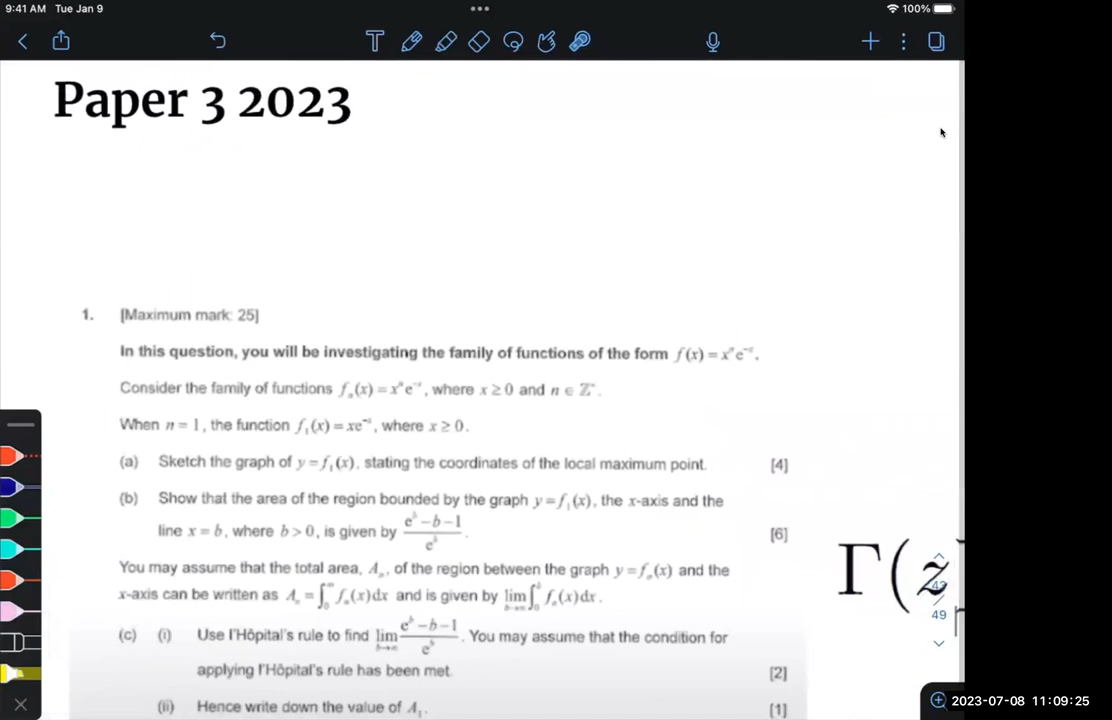 9:41 AM Tue Jan 9
100%
Paper 3 2023
1. [Maximum mark: 25]
In this question, you will be investigating the family of functions of the form f(x) = xⁿe⁻ˣ.
Consider the family of functions fₙ(x) = xⁿe⁻ˣ, where x ≥ 0 and n ∈ ℤ⁺.
When n = 1, the function f₁(x) = xe⁻ˣ, where x ≥ 0.
(a) Sketch the graph of y = f₁(x), stating the coordinates of the local maximum point. [4]
(b) Show that the area of the region bounded by the graph y = f₁(x), the x-axis and the
line x = b, where b > 0, is given by (eᵇ − b − 1)/eᵇ. [6]
You may assume that the total area, Aₙ, of the region between the graph y = fₙ(x) and the
x-axis can be written as Aₙ = ∫₀^∞ fₙ(x)dx and is given by lim b→∞ ∫₀ᵇ fₙ(x)dx.
(c) (i) Use l'Hôpital's rule to find lim b→∞ (eᵇ − b − 1)/eᵇ. You may assume that the condition for
applying l'Hôpital's rule has been met. [2]
(ii) Hence write down the value of A₁. [1]
Γ(z
49
2023-07-08 11:09:25